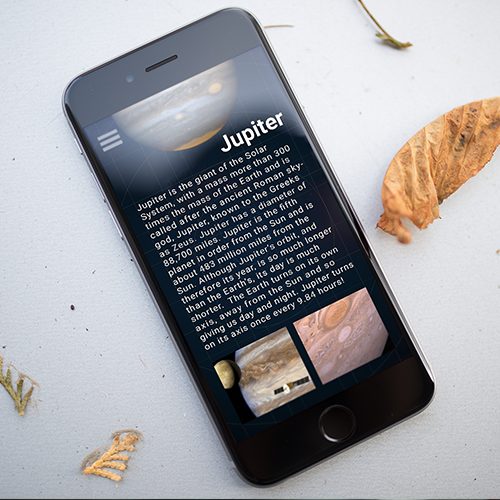 Jupiter
Jupiter is the giant of the Solar
System, with a mass more than 300
times the mass of the Earth and is
called after the ancient Roman sky-
god. Jupiter, known to the Greeks
as Zeus. Jupiter has a diameter of
88,700 miles. Jupiter is the fifth
planet in order from the Sun and is
about 483 million miles from the
Sun. Although Jupiter's orbit, and
therefore its year, is so much longer
than the Earth's, its day is much
shorter. The Earth turns on its own
axis, away from the Sun and so
giving us day and night. Jupiter turns
on its axis once every 9.84 hours!